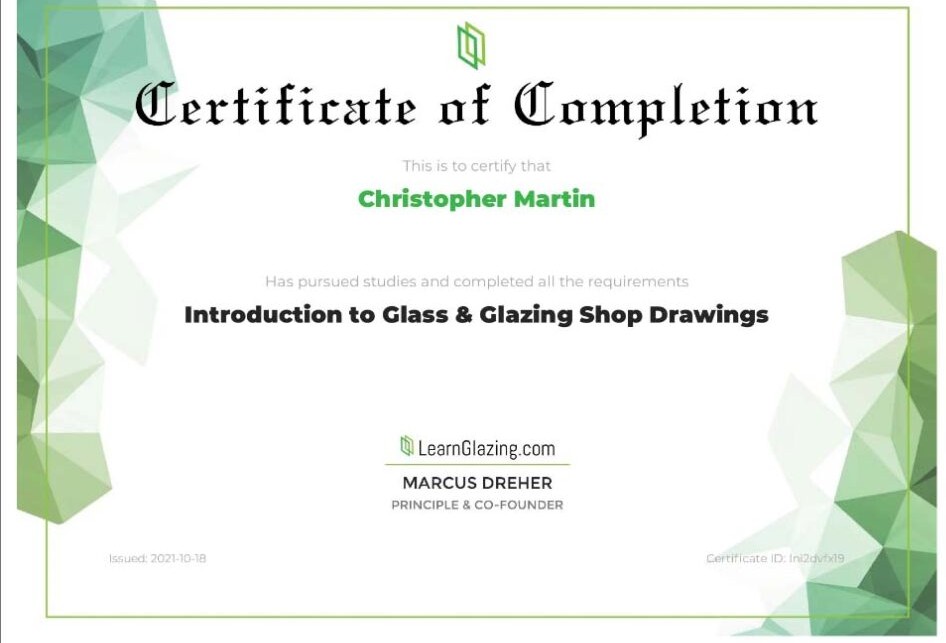 Certificate of Completion
This is to certify that
Christopher Martin
Has pursued studies and completed all the requirements
Introduction to Glass & Glazing Shop Drawings
LearnGlazing.com
MARCUS DREHER
PRINCIPLE & CO-FOUNDER
Issued: 2021-10-18
Certificate ID: lni2dvfx19